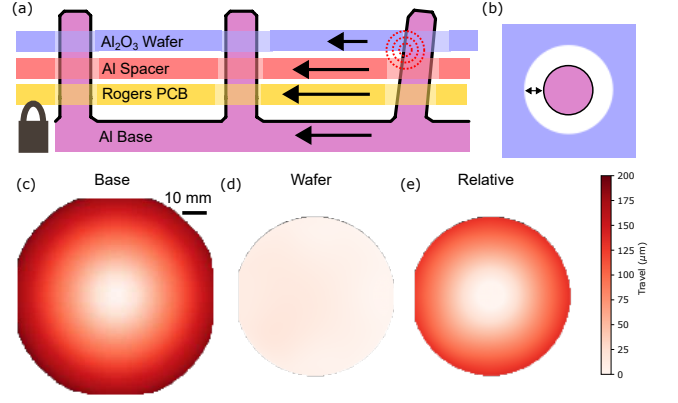 (a)
Al₂O₃ Wafer
Al Spacer
Rogers PCB
Al Base
(b)
(c)
Base
10 mm
(d)
Wafer
(e)
Relative
200
175
150
125
100
75
50
25
0
Travel (μm)